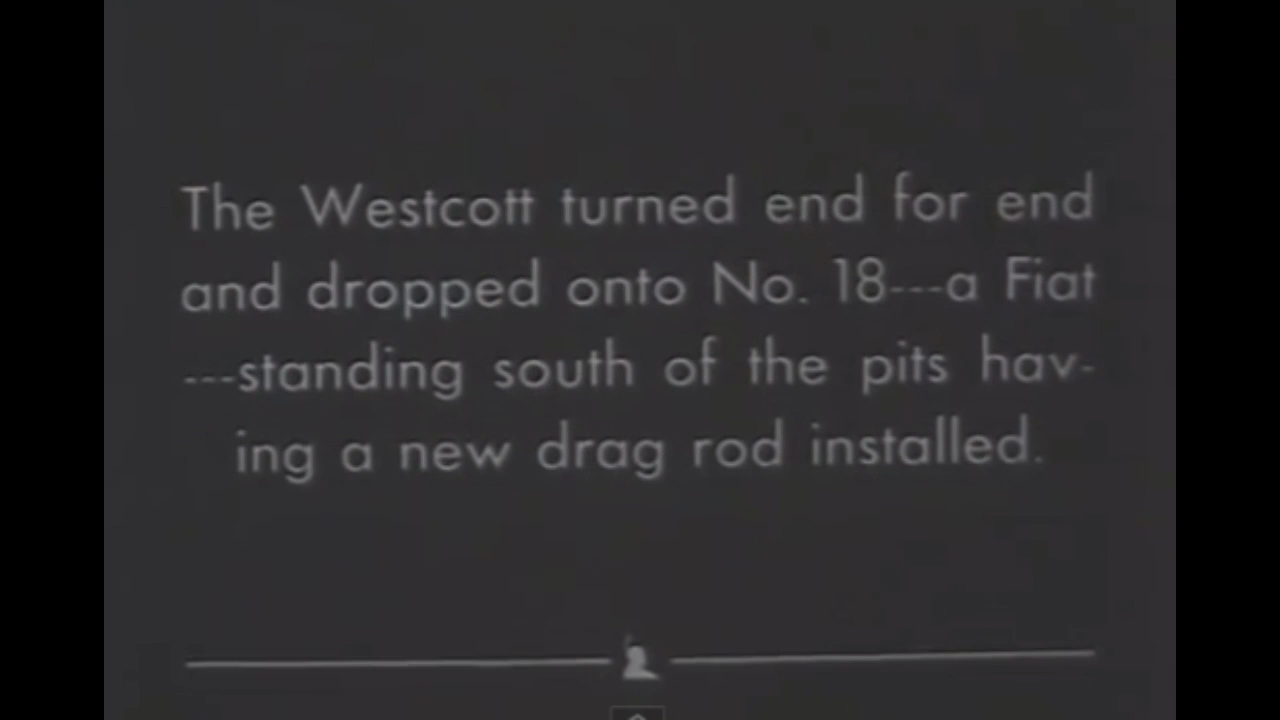 The Westcott turned end for end
and dropped onto No. 18---a Fiat
---standing south of the pits hav-
ing a new drag rod installed.